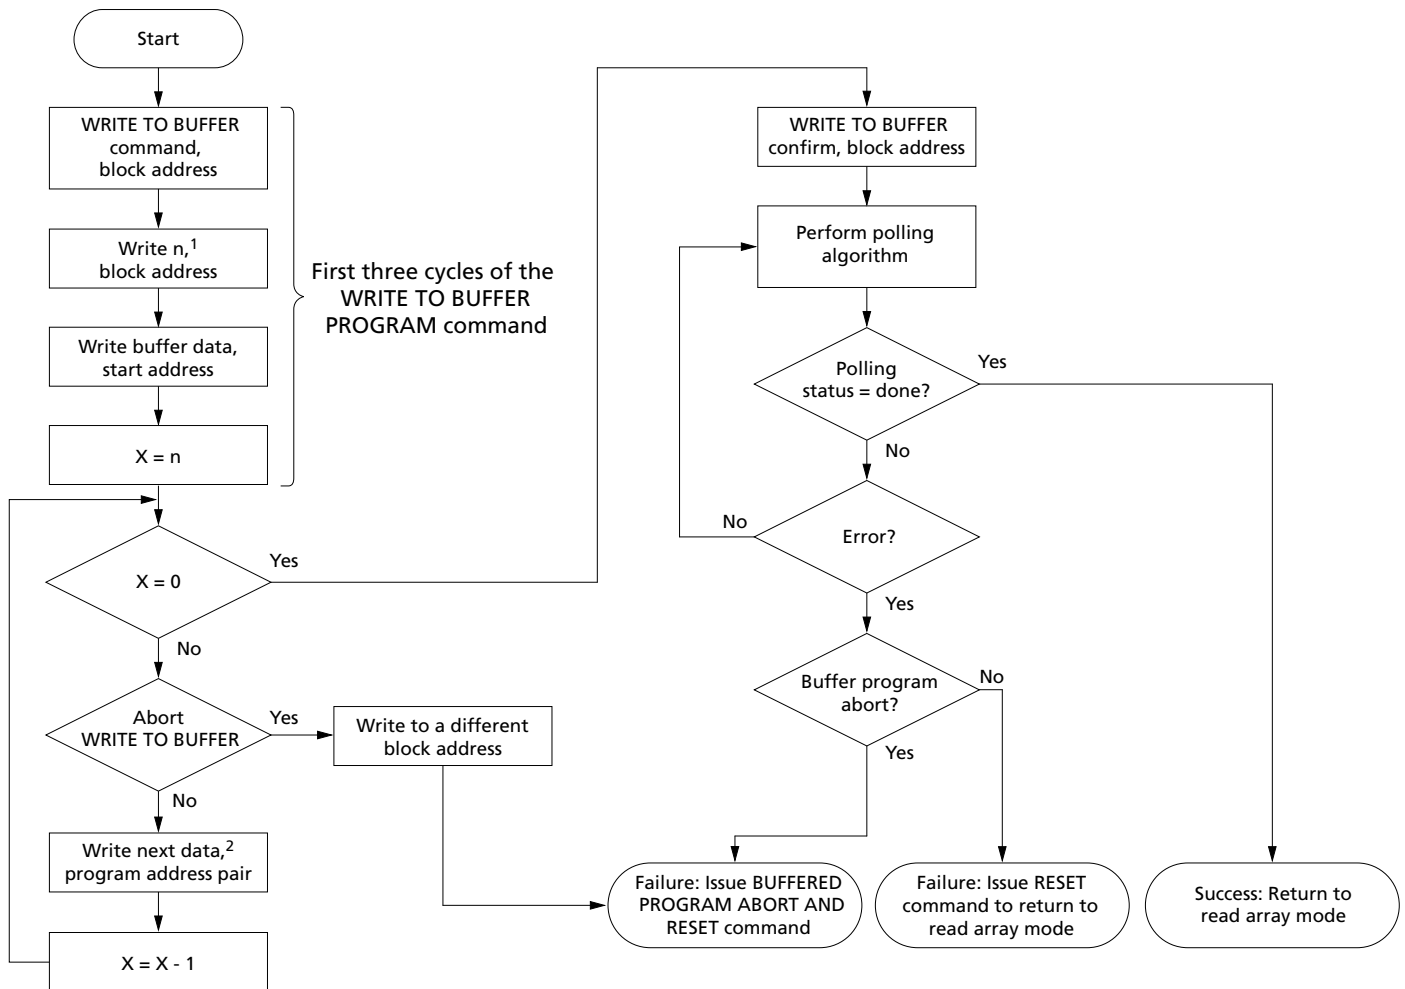 Start
WRITE TO BUFFER
command,
block address
Write n,1
block address
Write buffer data,
start address
X = n
First three cycles of the
WRITE TO BUFFER
PROGRAM command
X = 0
Yes
No
Abort
WRITE TO BUFFER
Yes
No
Write to a different
block address
Write next data,2
program address pair
X = X - 1
WRITE TO BUFFER
confirm, block address
Perform polling
algorithm
Polling
status = done?
Yes
No
Error?
No
Yes
Buffer program
abort?
No
Yes
Failure: Issue BUFFERED
PROGRAM ABORT AND
RESET command
Failure: Issue RESET
command to return to
read array mode
Success: Return to
read array mode